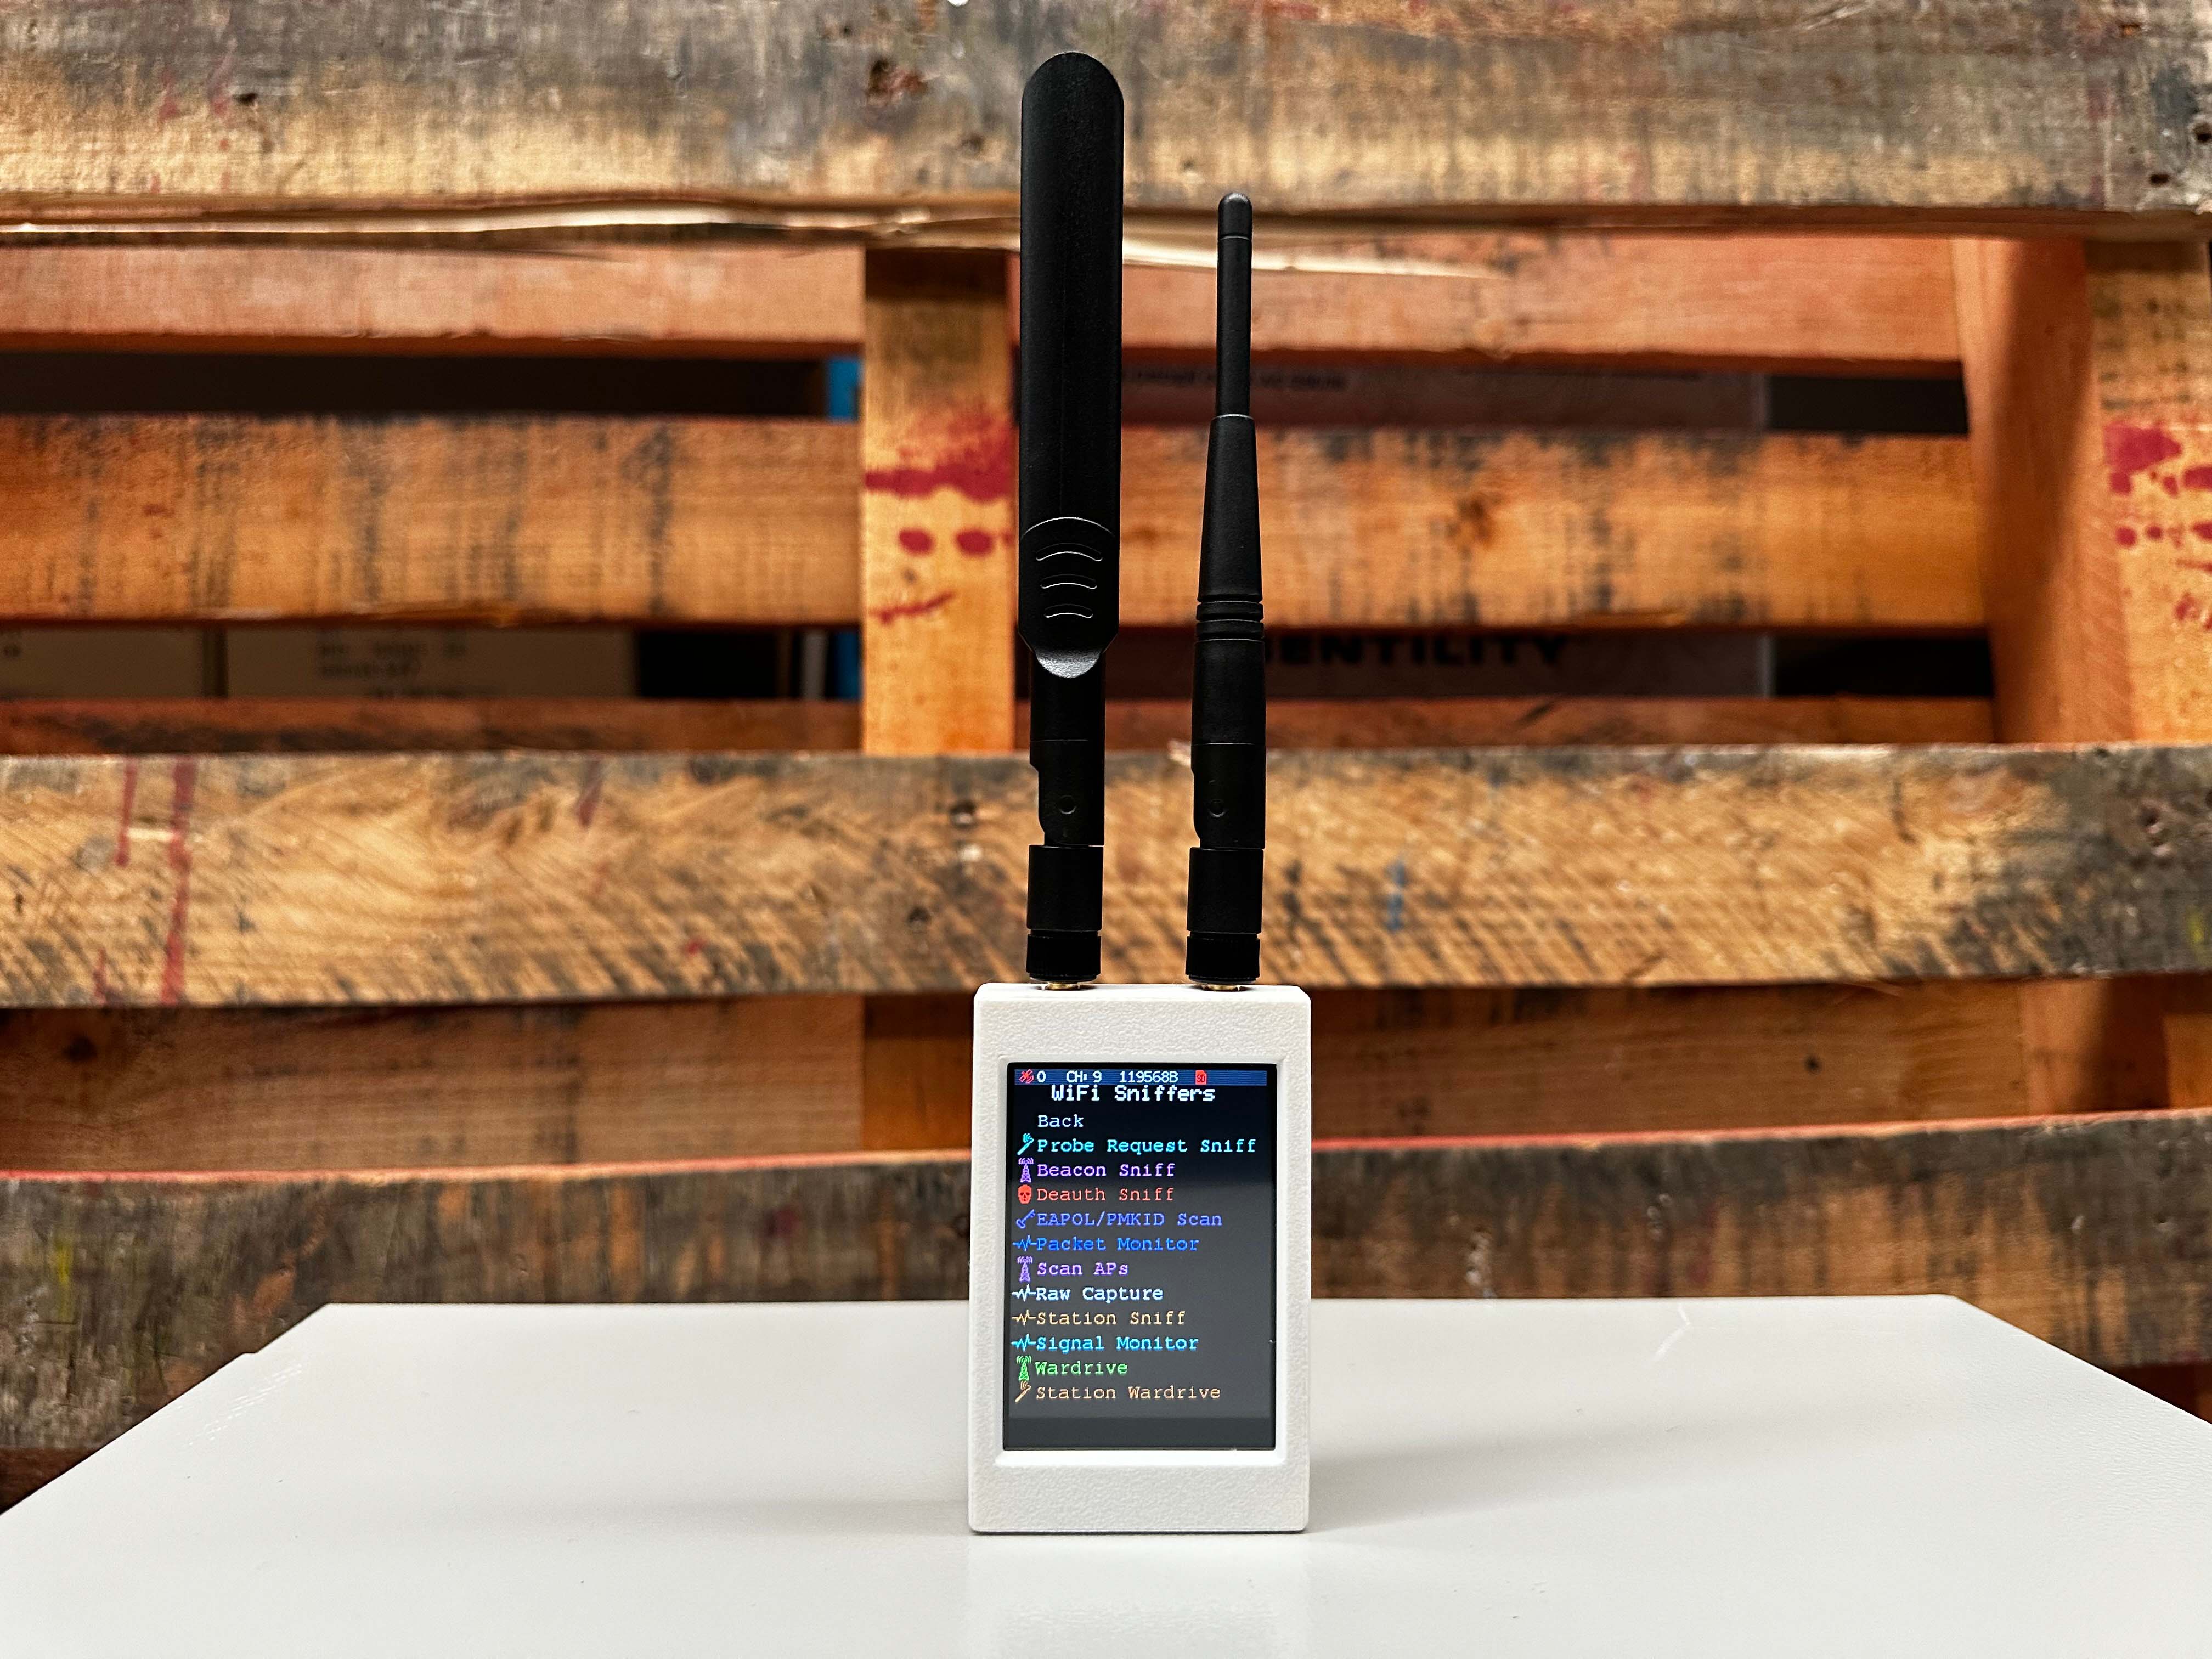 ENTILITY
0 CH: 9 119568B SD
WiFi Sniffers
Back
Probe Request Sniff
Beacon Sniff
Deauth Sniff
EAPOL/PMKID Scan
Packet Monitor
Scan APs
Raw Capture
Station Sniff
Signal Monitor
Wardrive
Station Wardrive